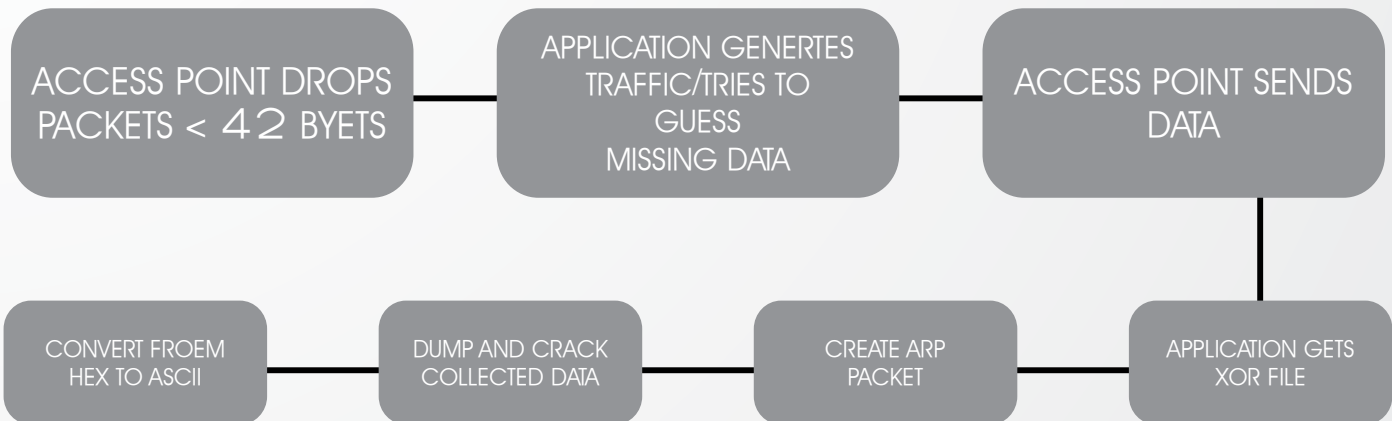 ACCESS POINT DROPS
PACKETS < 42 BYETS
APPLICATION GENERTES
TRAFFIC/TRIES TO
GUESS
MISSING DATA
ACCESS POINT SENDS
DATA
APPLICATION GETS
XOR FILE
CREATE ARP
PACKET
DUMP AND CRACK
COLLECTED DATA
CONVERT FROEM
HEX TO ASCII